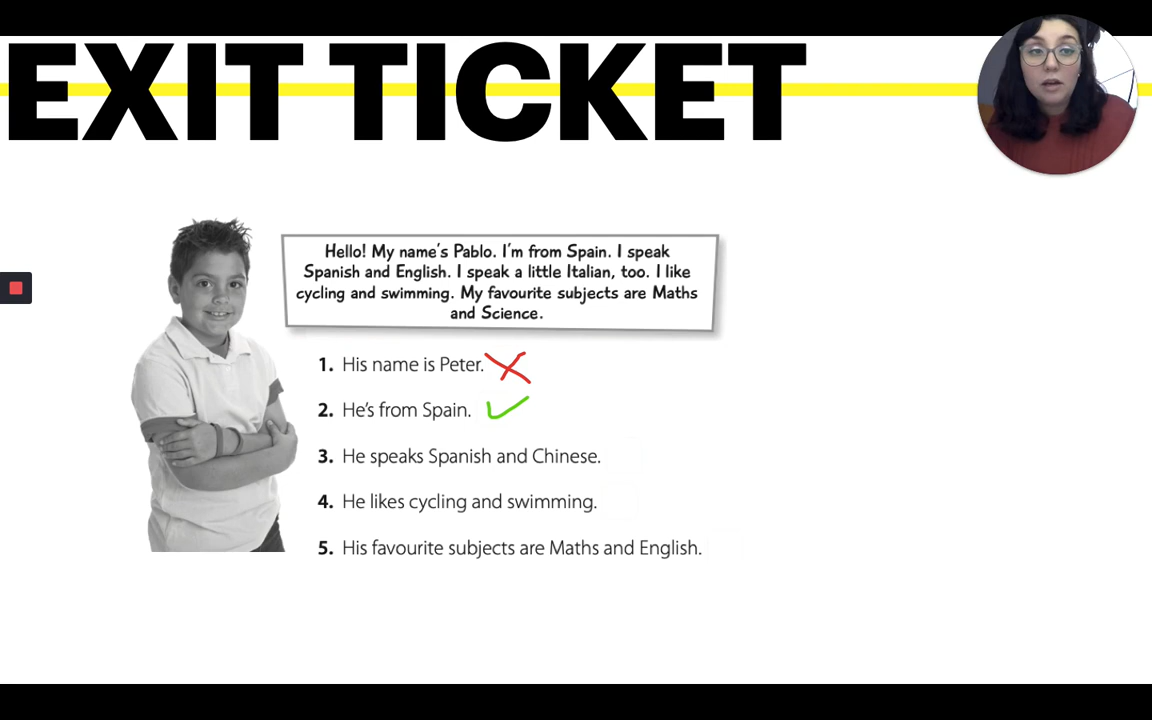 EXIT TICKET
Hello! My name's Pablo. I'm from Spain. I speak
Spanish and English. I speak a little Italian, too. I like
cycling and swimming. My favourite subjects are Maths
and Science.
1. His name is Peter.
2. He's from Spain.
3. He speaks Spanish and Chinese.
4. He likes cycling and swimming.
5. His favourite subjects are Maths and English.